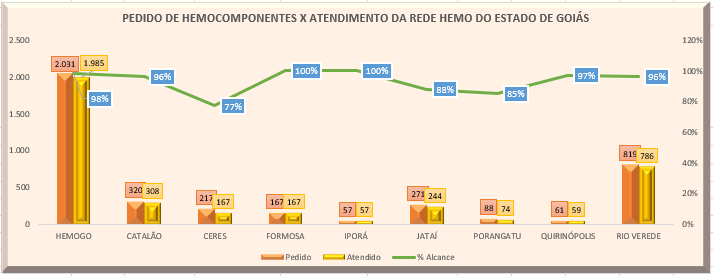 PEDIDO DE HEMOCOMPONENTES X ATENDIMENTO DA REDE HEMO DO ESTADO DE GOIÁS
2.500 120%
2.031 1.985 96% 100% 100% 97% 96%
2.000 100%
98% 77% 88% 85% 80%
1.500
60%
1.000
40%
819 786
500 320 308 217 167 167 167 57 57 271 244 88 74 61 59 20%
0 0%
HEMOGO CATALÃO CERES FORMOSA IPORÁ JATAÍ PORANGATU QUIRINÓPOLIS RIO VEREDE
Pedido Atendido % Alcance